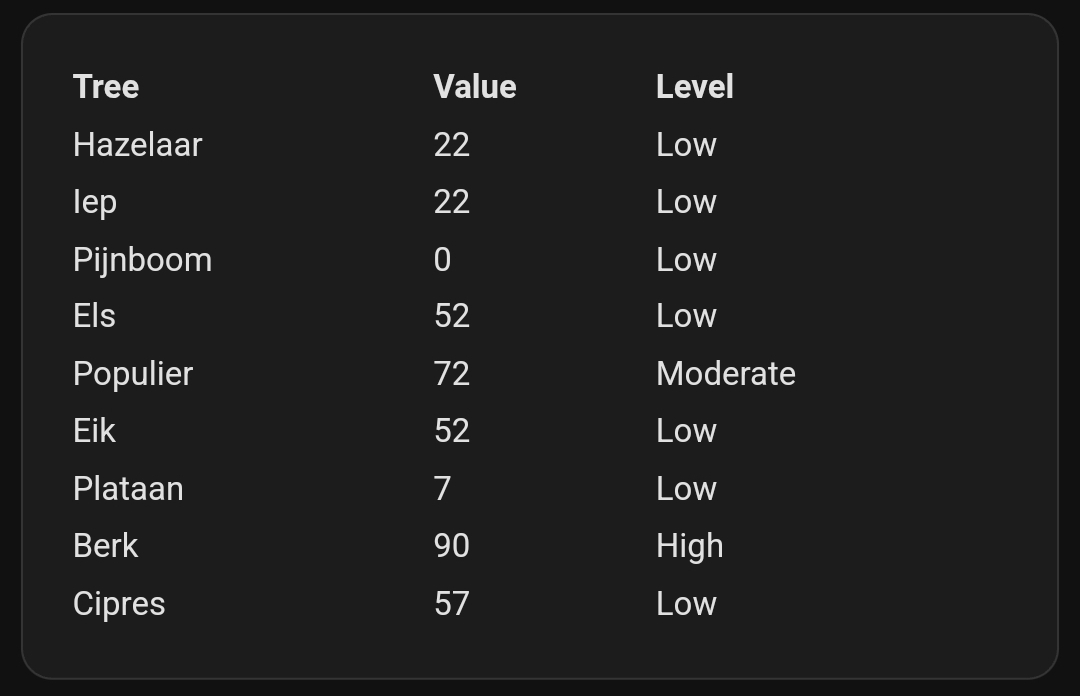 Tree Value Level
Hazelaar 22 Low
Iep 22 Low
Pijnboom 0 Low
Els 52 Low
Populier 72 Moderate
Eik 52 Low
Plataan 7 Low
Berk 90 High
Cipres 57 Low